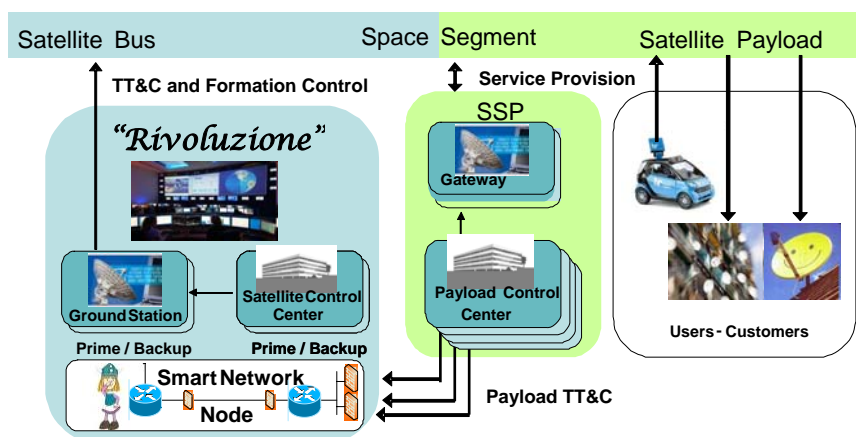 Satellite Bus
Space Segment
Satellite Payload
TT&C and Formation Control
Service Provision
"Rivoluzione"
SSP
Gateway
Ground Station
Satellite Control
Center
Payload Control
Center
Users - Customers
Prime / Backup
Prime / Backup
Smart Network
Node
Payload TT&C